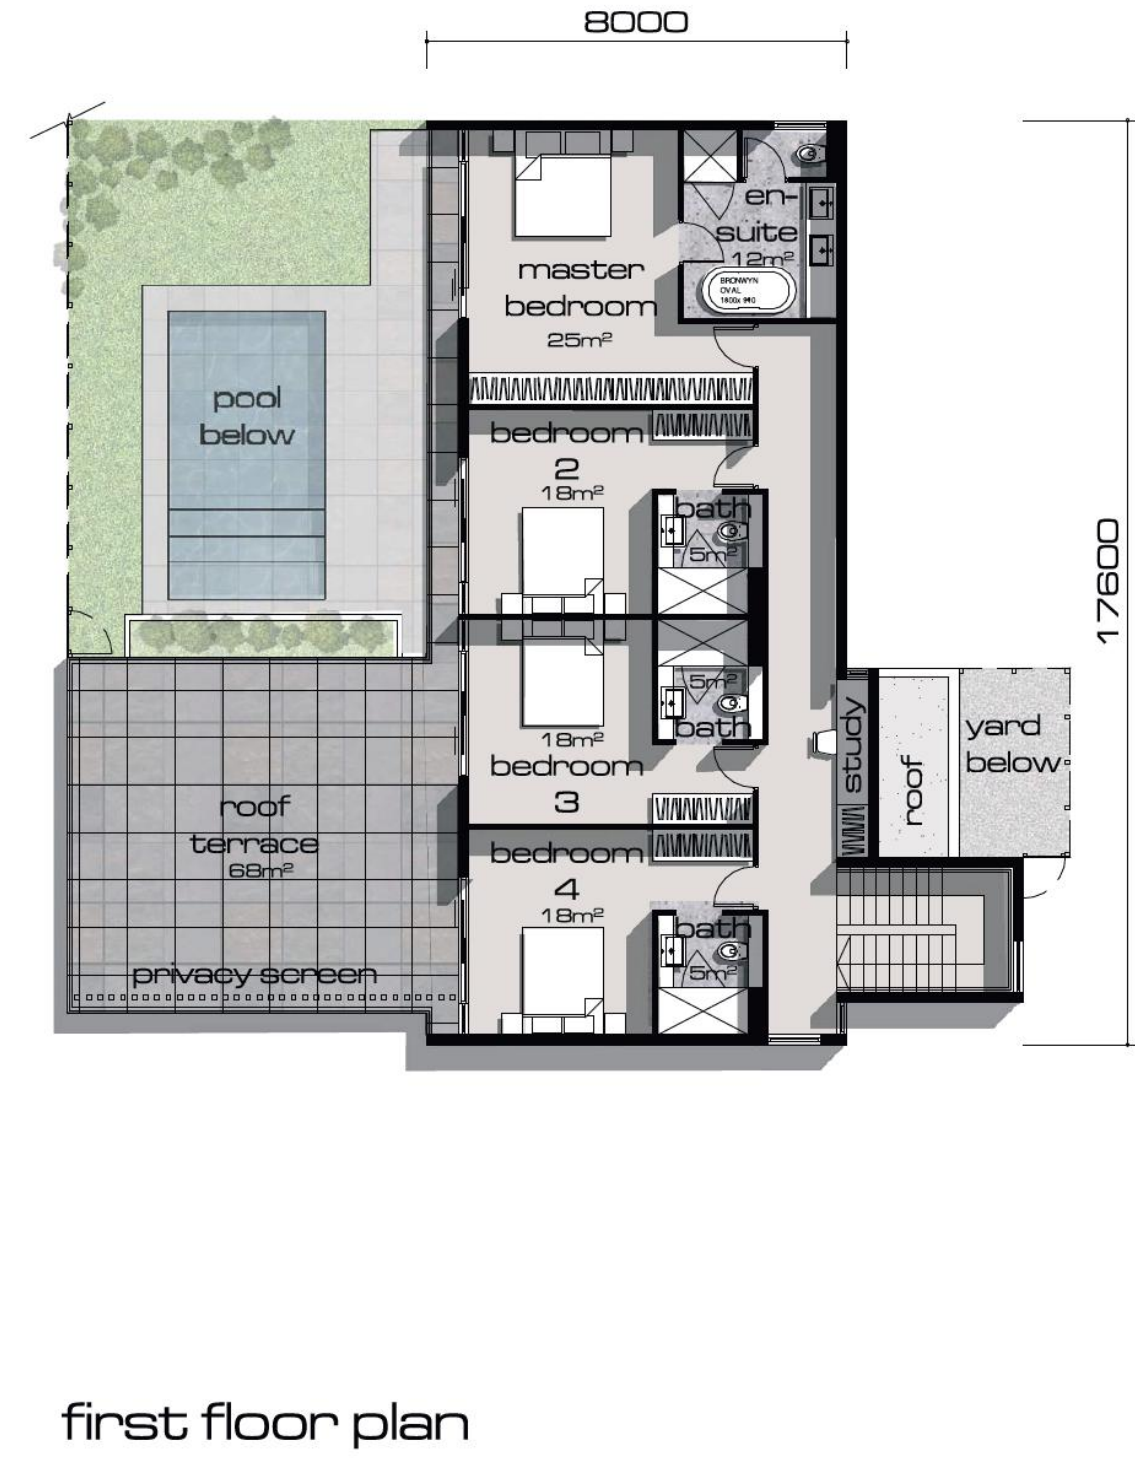 8000
en-
suite
12m²
BRONWYN
OVAL
1800x 910
master
bedroom
25m²
pool
below
bedroom
2
18m²
bath
5m²
17600
5m²
bath
18m²
bedroom
3
study
roof
yard
below
roof
terrace
68m²
bedroom
4
18m²
bath
5m²
privacy screen
first floor plan